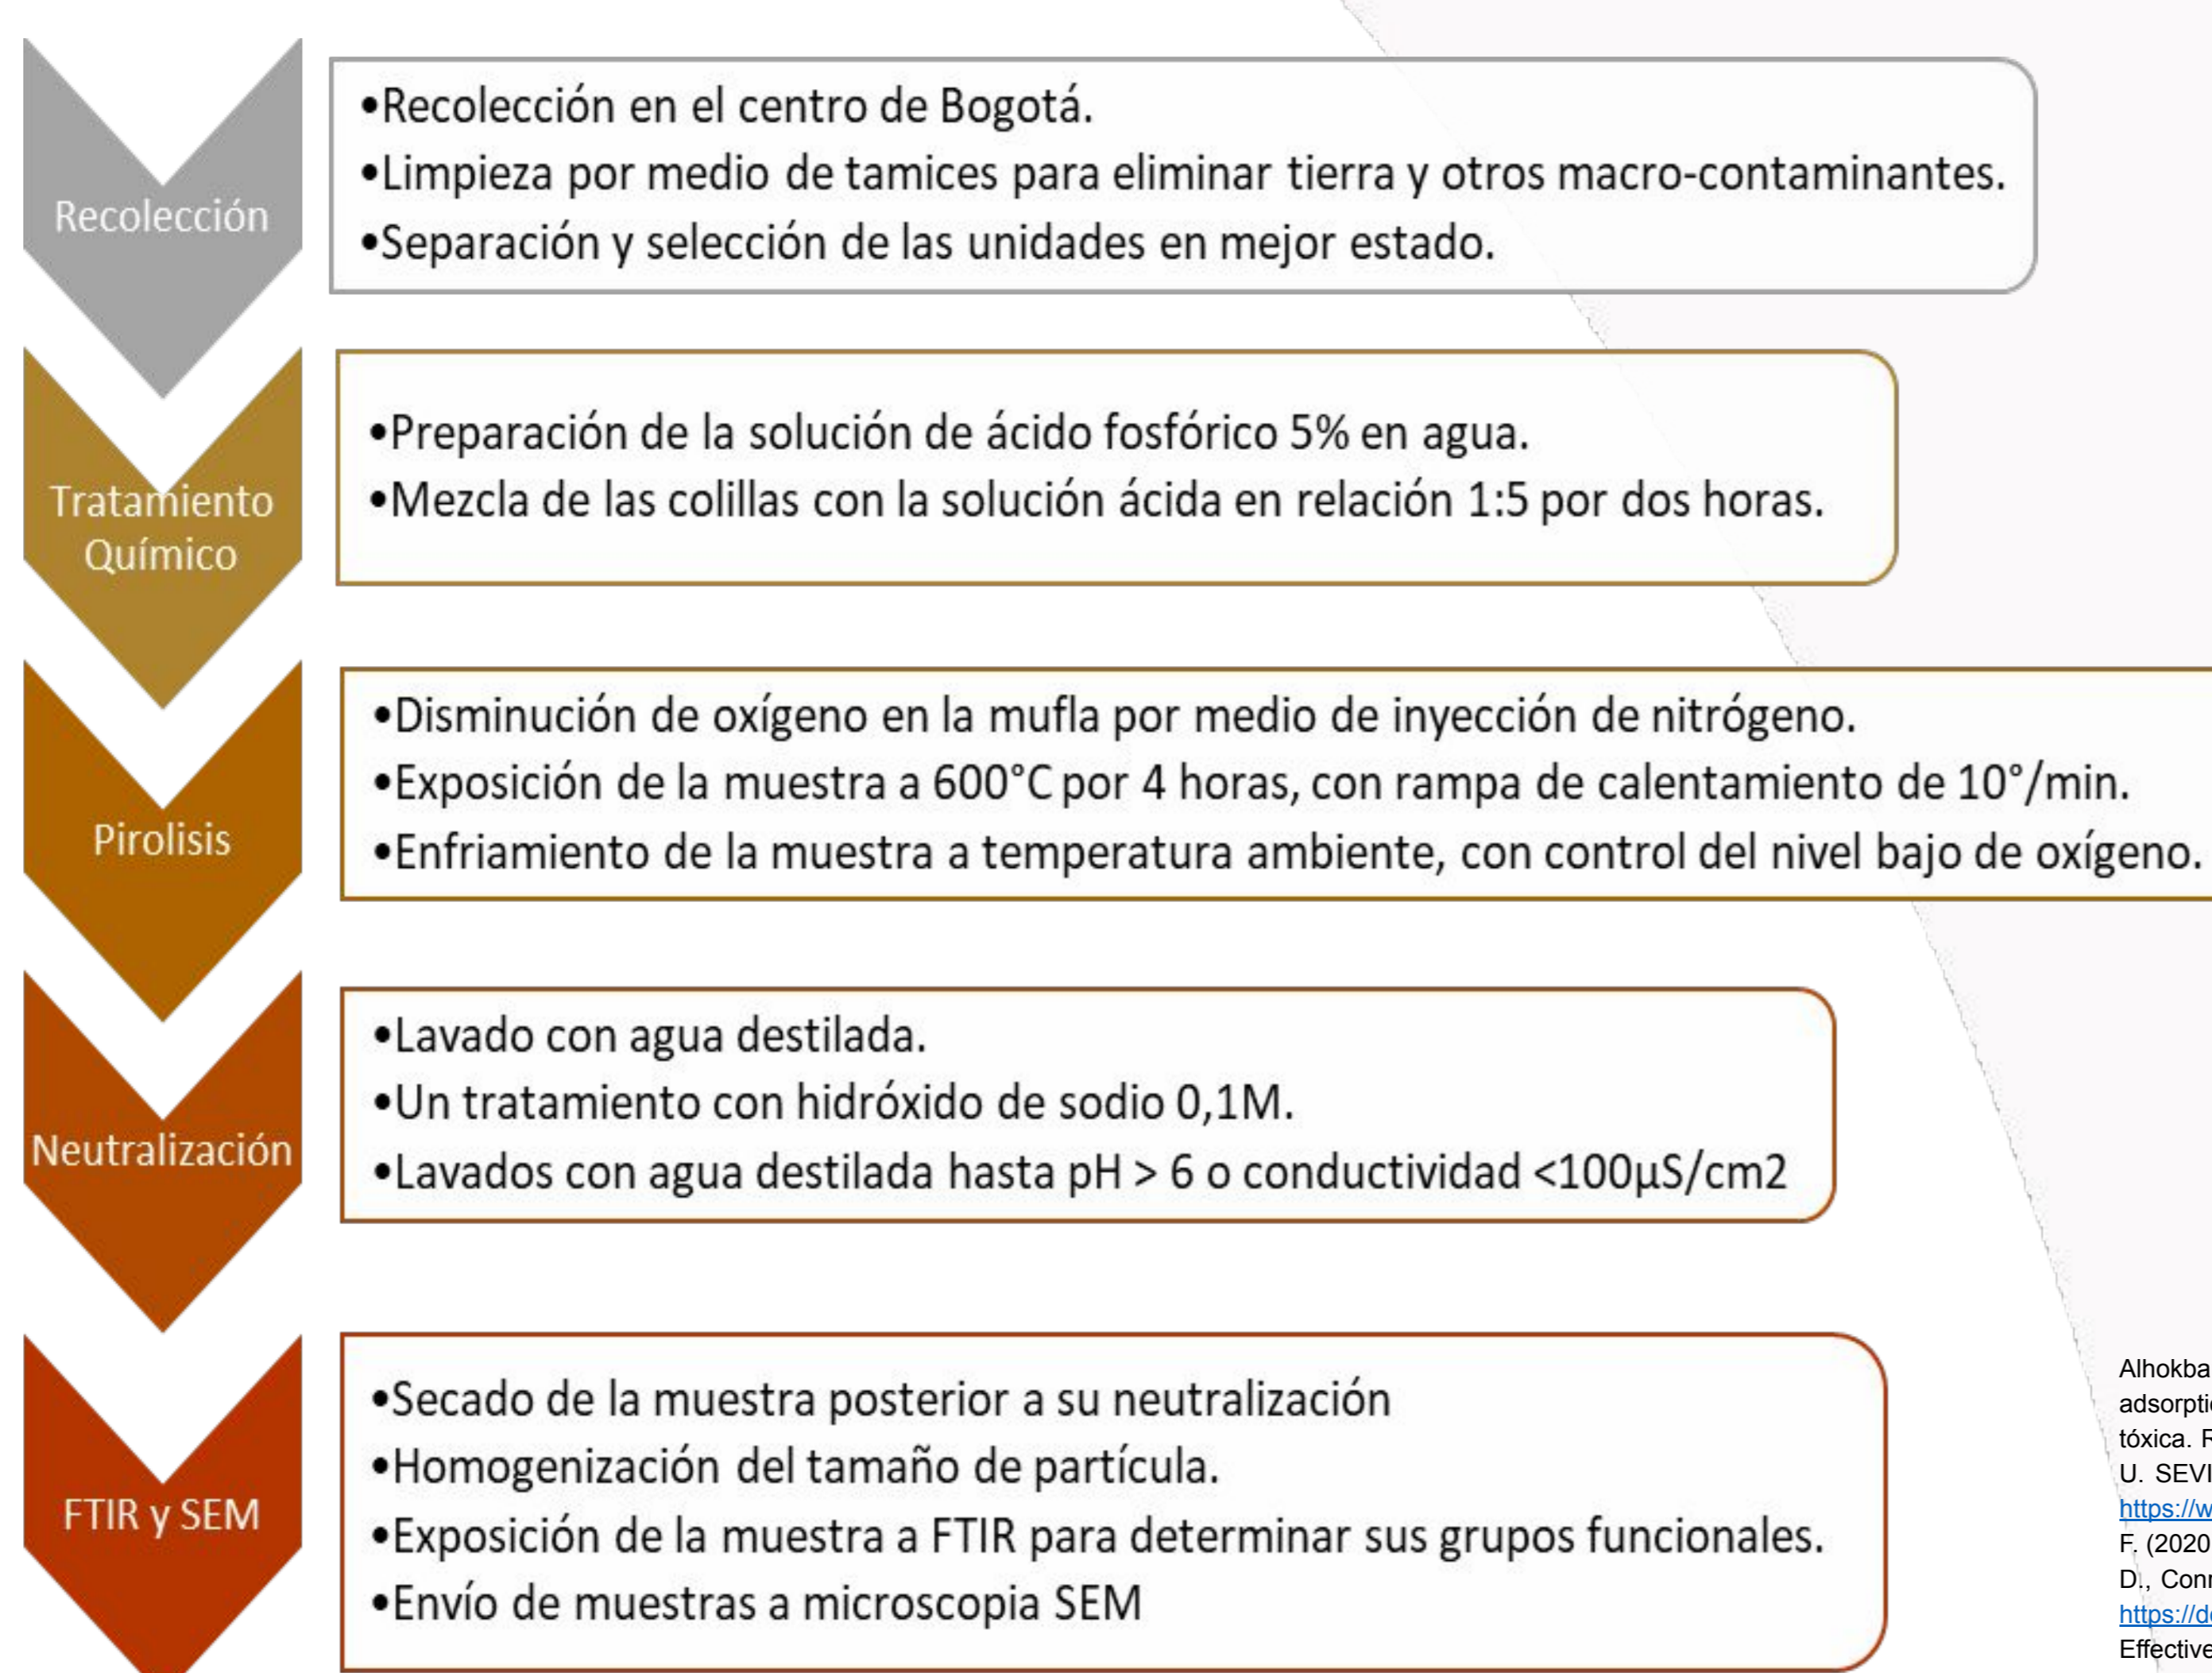 Recolección
•Recolección en el centro de Bogotá.
•Limpieza por medio de tamices para eliminar tierra y otros macro-contaminantes.
•Separación y selección de las unidades en mejor estado.
Tratamiento
Químico
•Preparación de la solución de ácido fosfórico 5% en agua.
•Mezcla de las colillas con la solución ácida en relación 1:5 por dos horas.
Pirolisis
•Disminución de oxígeno en la mufla por medio de inyección de nitrógeno.
•Exposición de la muestra a 600°C por 4 horas, con rampa de calentamiento de 10°/min.
•Enfriamiento de la muestra a temperatura ambiente, con control del nivel bajo de oxígeno.
Neutralización
•Lavado con agua destilada.
•Un tratamiento con hidróxido de sodio 0,1M.
•Lavados con agua destilada hasta pH > 6 o conductividad <100µS/cm2
FTIR y SEM
•Secado de la muestra posterior a su neutralización
•Homogenización del tamaño de partícula.
•Exposición de la muestra a FTIR para determinar sus grupos funcionales.
•Envío de muestras a microscopia SEM
Alhokba
adsorptio
tóxica. R
U. SEVI
https://w
F. (2020
D., Conr
https://d
Effective